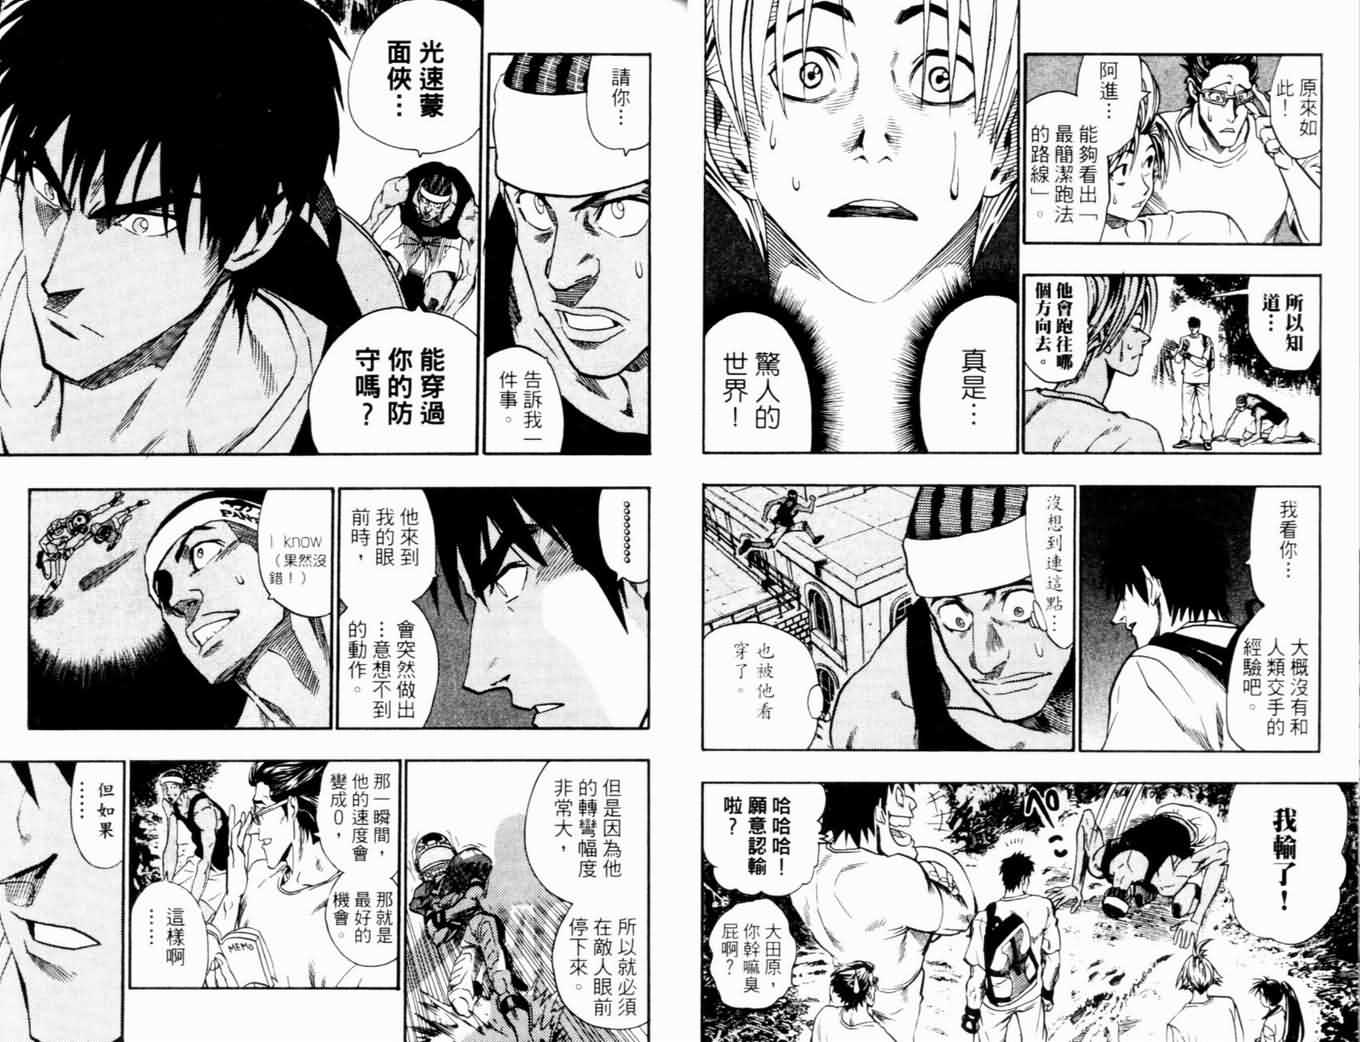 原來如
此！
阿進…
能夠看出「
最簡潔跑法
的路線」。
所以知
道…
他會跑往哪
個方向去。
真是…
驚人的
世界！
我看你…
大概沒有和
人類交手的
經驗吧。
沒想到連這點…
也被他看
穿了。
我輸了！
ペこ
哈哈哈！
願意認輸
啦？
大田原，
你幹嘛臭
屁啊？
請你…
告訴我一
件事。
光速蒙
面俠…
能穿過
你的防
守嗎？
………
他來到
我的眼
前時，
會突然做出
…意想不到
的動作。
I know
（果然沒
錯！）
但是因為他
的轉彎幅度
非常大，
所以就必須
在敵人眼前
停下來。
那一瞬間，
他的速度會
變成0，
那就是
最好的
機會。
MEMO
這樣啊
……
但如果
……